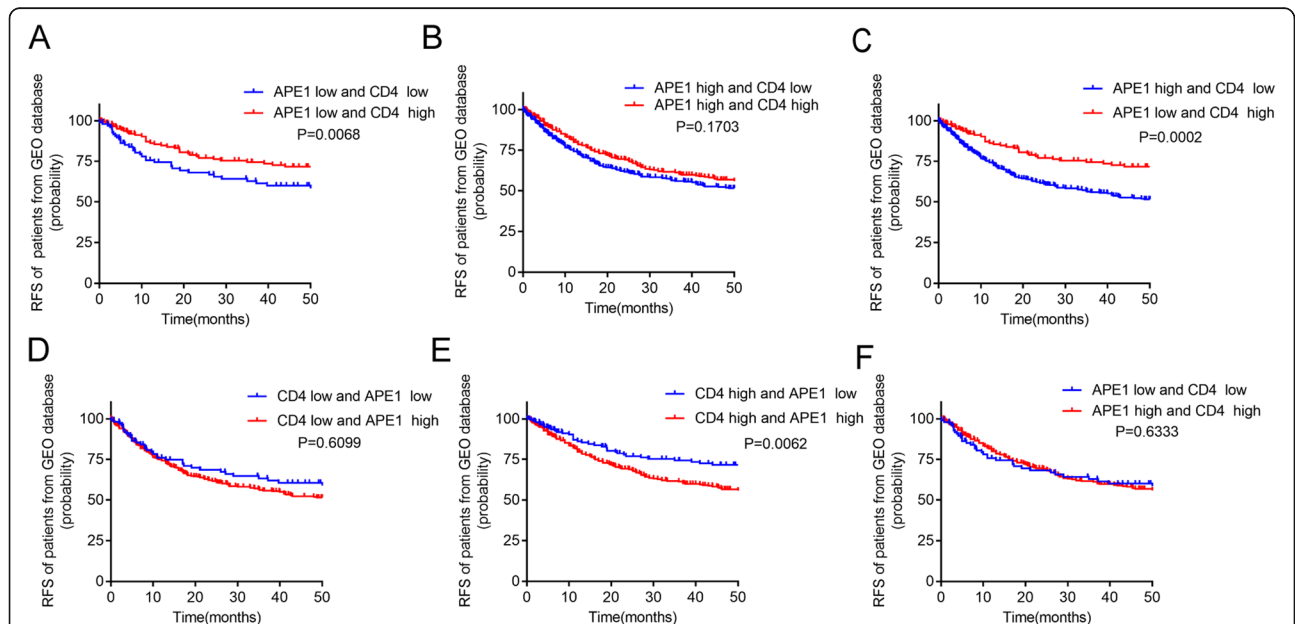 A
APE1 low and CD4 low
APE1 low and CD4 high
P=0.0068
RFS of patients from GEO database
(probability)
100
75
50
25
0
0 10 20 30 40 50
Time(months)
B
APE1 high and CD4 low
APE1 high and CD4 high
P=0.1703
RFS of patients from GEO database
(probability)
100
75
50
25
0
0 10 20 30 40 50
Time(months)
C
APE1 high and CD4 low
APE1 low and CD4 high
P=0.0002
RFS of patients from GEO database
(probability)
100
75
50
25
0
0 10 20 30 40 50
Time(months)
D
CD4 low and APE1 low
CD4 low and APE1 high
P=0.6099
RFS of patients from GEO database
(probability)
100
75
50
25
0
0 10 20 30 40 50
Time(months)
E
CD4 high and APE1 low
CD4 high and APE1 high
P=0.0062
RFS of patients from GEO database
(probability)
100
75
50
25
0
0 10 20 30 40 50
Time(months)
F
APE1 low and CD4 low
APE1 high and CD4 high
P=0.6333
RFS of patients from GEO database
(probability)
100
75
50
25
0
0 10 20 30 40 50
Time(months)